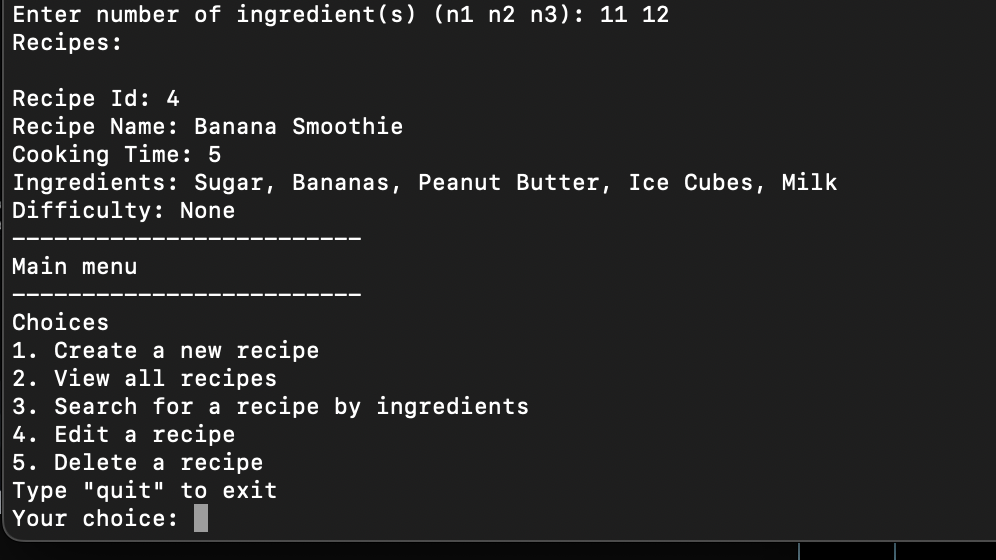 Enter number of ingredient(s) (n1 n2 n3): 11 12
Recipes:

Recipe Id: 4
Recipe Name: Banana Smoothie
Cooking Time: 5
Ingredients: Sugar, Bananas, Peanut Butter, Ice Cubes, Milk
Difficulty: None
-------------------------
Main menu
-------------------------
Choices
1. Create a new recipe
2. View all recipes
3. Search for a recipe by ingredients
4. Edit a recipe
5. Delete a recipe
Type "quit" to exit
Your choice: